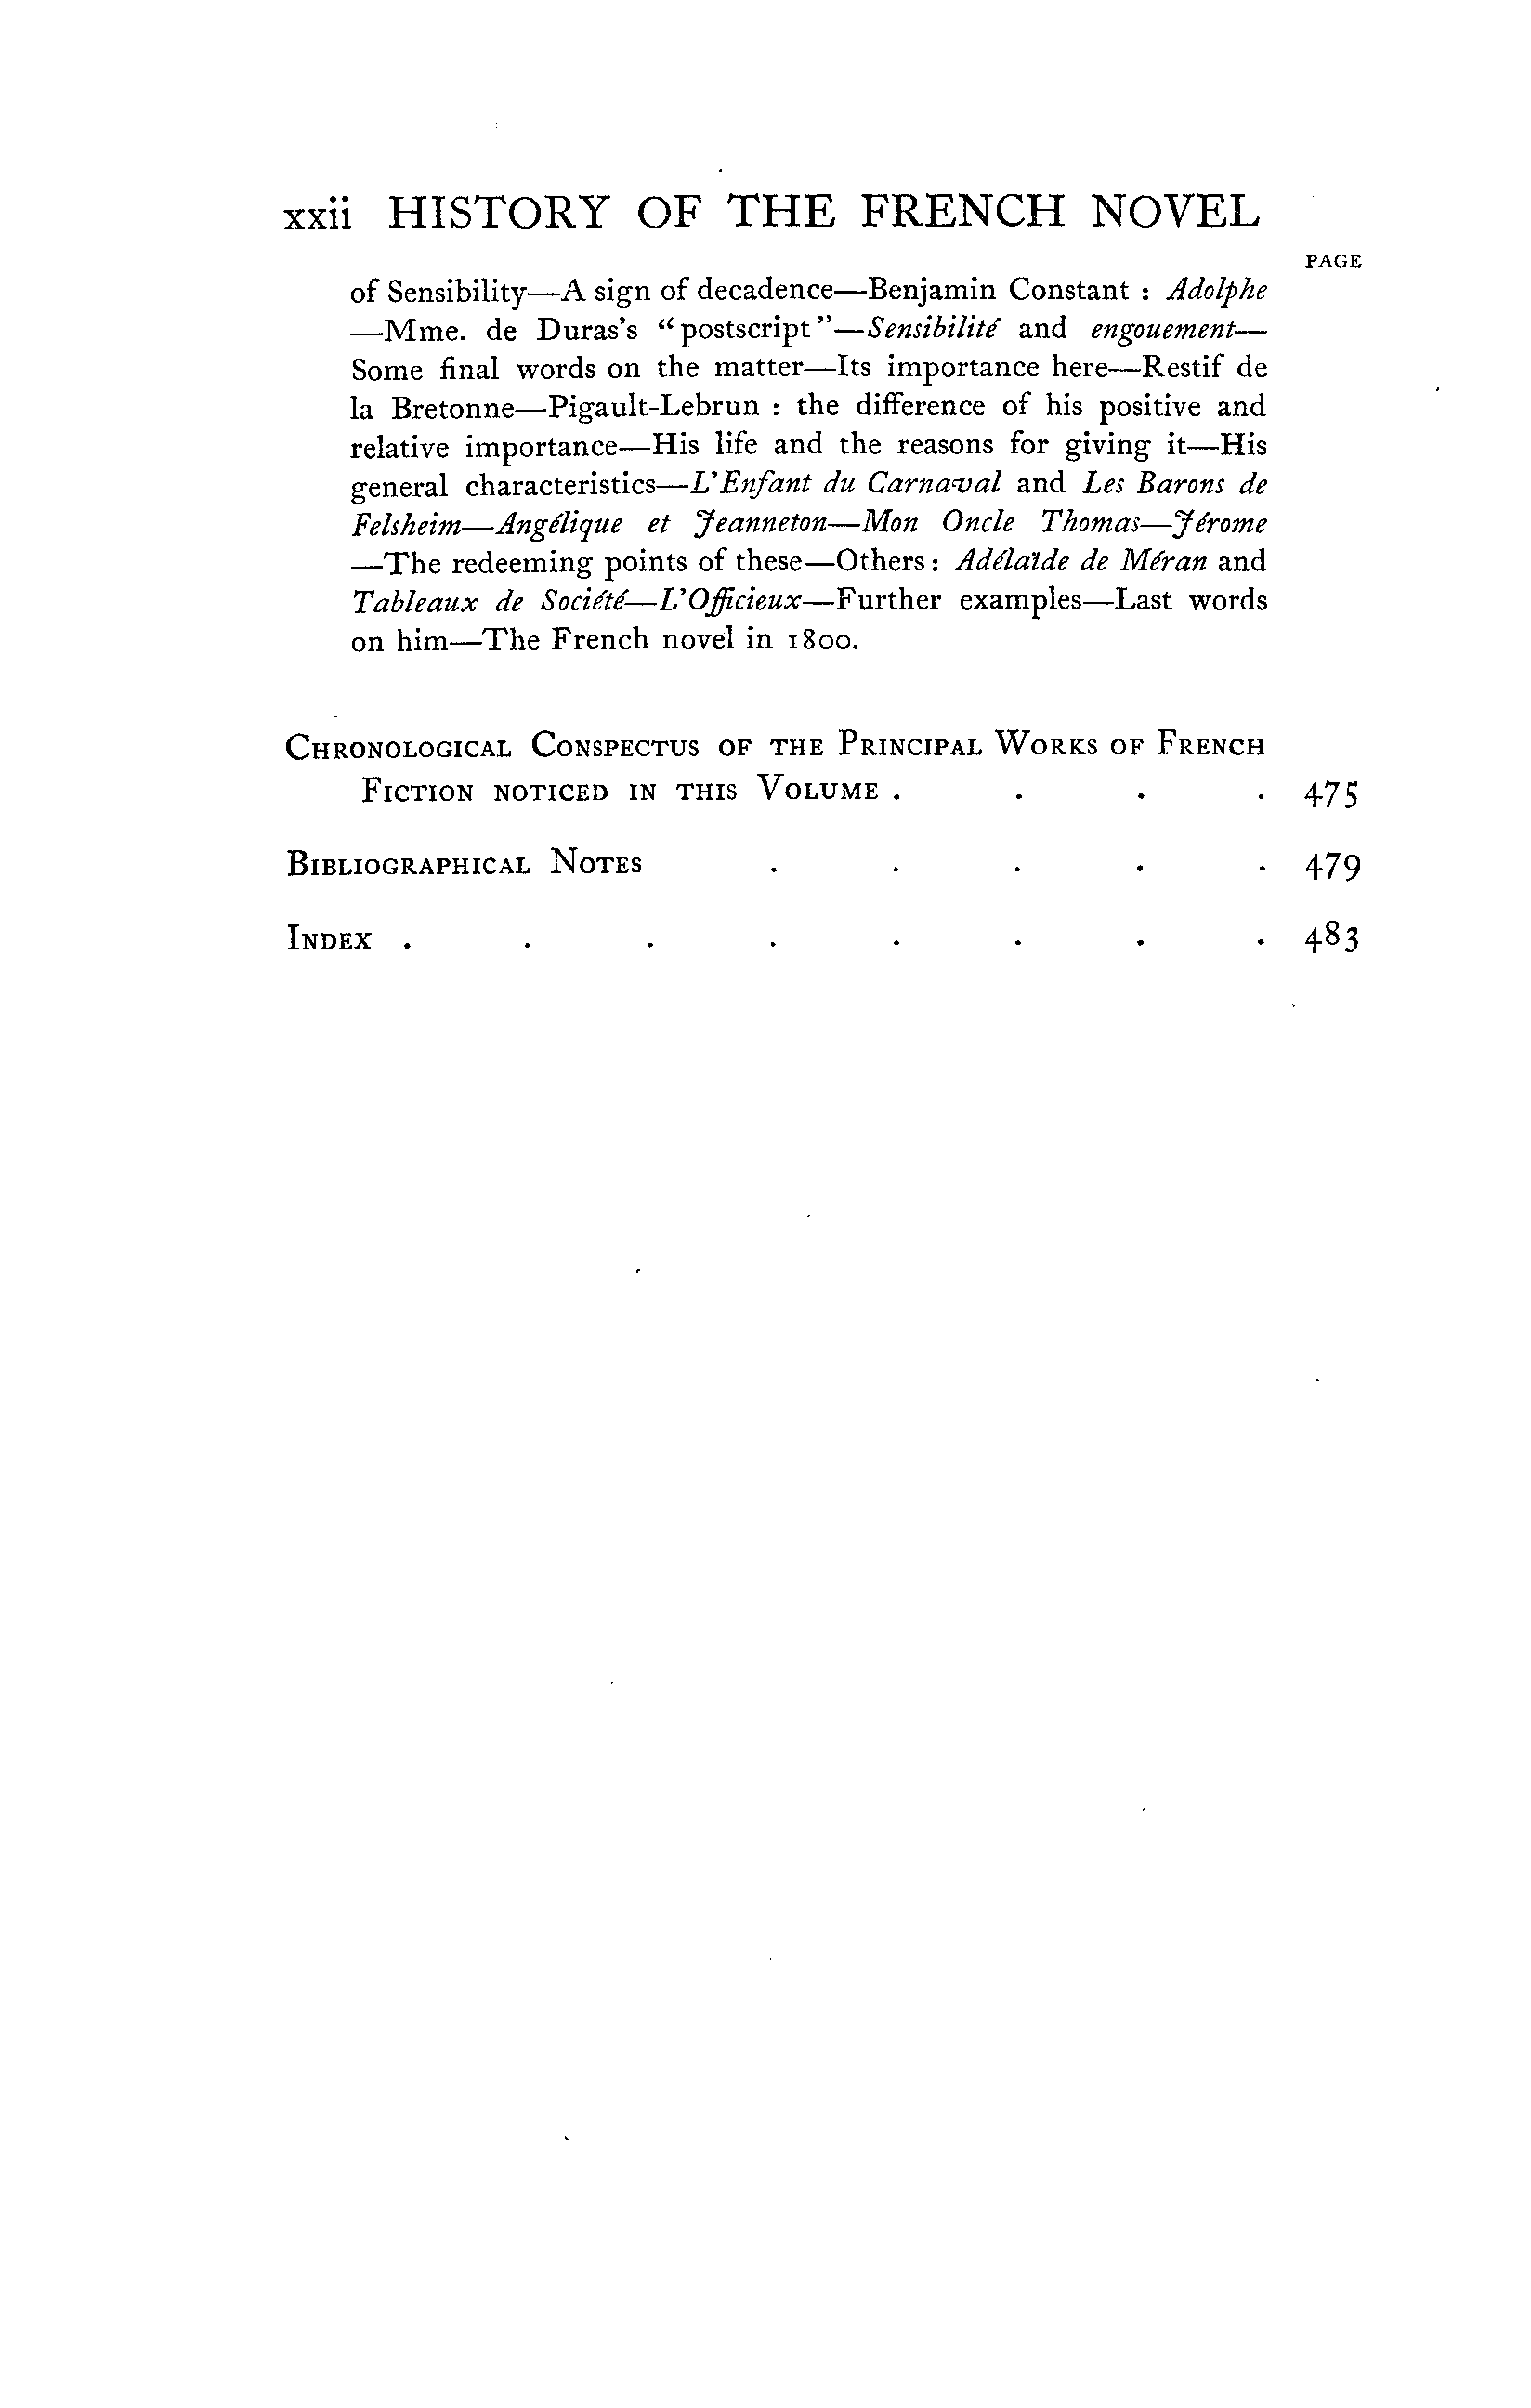 xxii HISTORY OF THE FRENCH NOVEL
PAGE
of Sensibility—A sign of decadence—Benjamin Constant : Adolphe
—Mme. de Duras's “postscript”—Sensibilité and engouement—
Some final words on the matter—Its importance here—Restif de
la Bretonne—Pigault-Lebrun : the difference of his positive and
relative importance—His life and the reasons for giving it—His
general characteristics—L'Enfant du Carnaval and Les Barons de
Felsheim—Angélique et Jeanneton—Mon Oncle Thomas—Jérome
—The redeeming points of these—Others: Adélaïde de Méran and
Tableaux de Société—L'Officieux—Further examples—Last words
on him—The French novel in 1800.
CHRONOLOGICAL CONSPECTUS OF THE PRINCIPAL WORKS OF FRENCH
FICTION NOTICED IN THIS VOLUME . . . . 475
BIBLIOGRAPHICAL NOTES . . . . . 479
INDEX . . . . . . . . 483